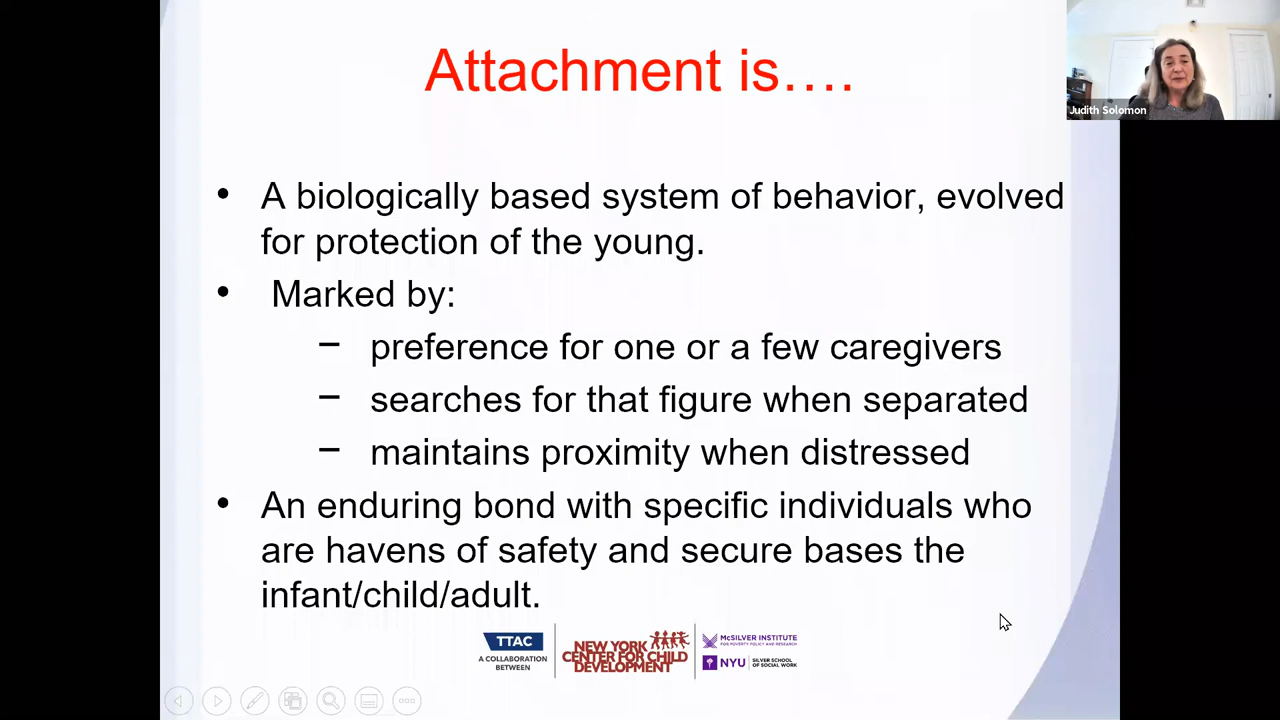 Attachment is....
Judith Solomon
• A biologically based system of behavior, evolved
for protection of the young.
• Marked by:
– preference for one or a few caregivers
– searches for that figure when separated
– maintains proximity when distressed
• An enduring bond with specific individuals who
are havens of safety and secure bases the
infant/child/adult.
TTAC
A COLLABORATION
BETWEEN
NEW YORK
CENTER FOR CHILD
DEVELOPMENT
McSILVER INSTITUTE
FOR POVERTY POLICY AND RESEARCH
NYU SILVER SCHOOL
OF SOCIAL WORK